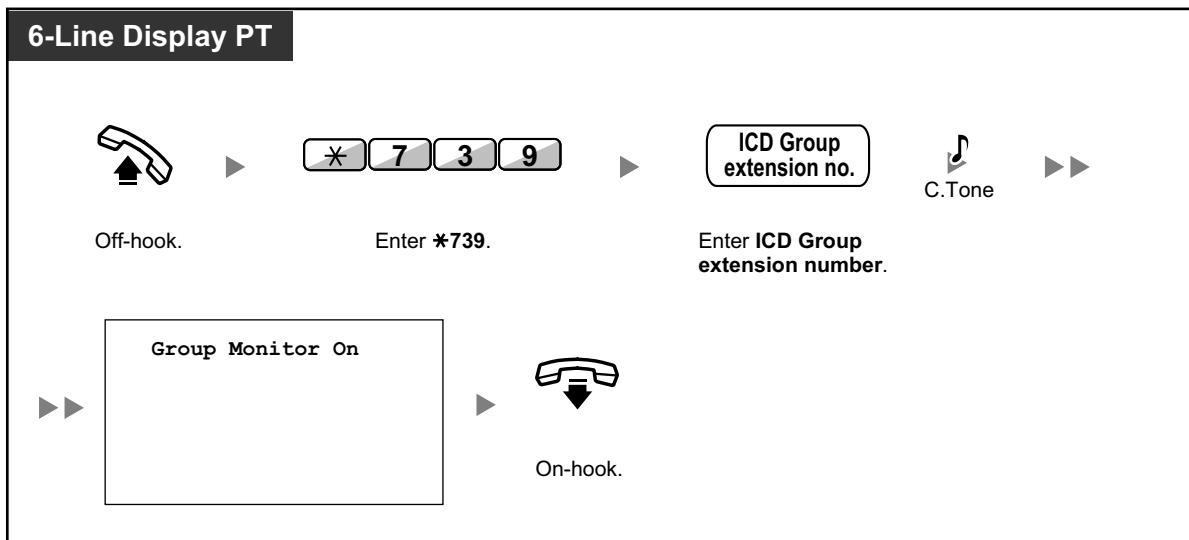 6-Line Display PT
* 7 3 9
ICD Group
extension no.
C.Tone
Off-hook.
Enter *739.
Enter ICD Group
extension number.
Group Monitor On
On-hook.